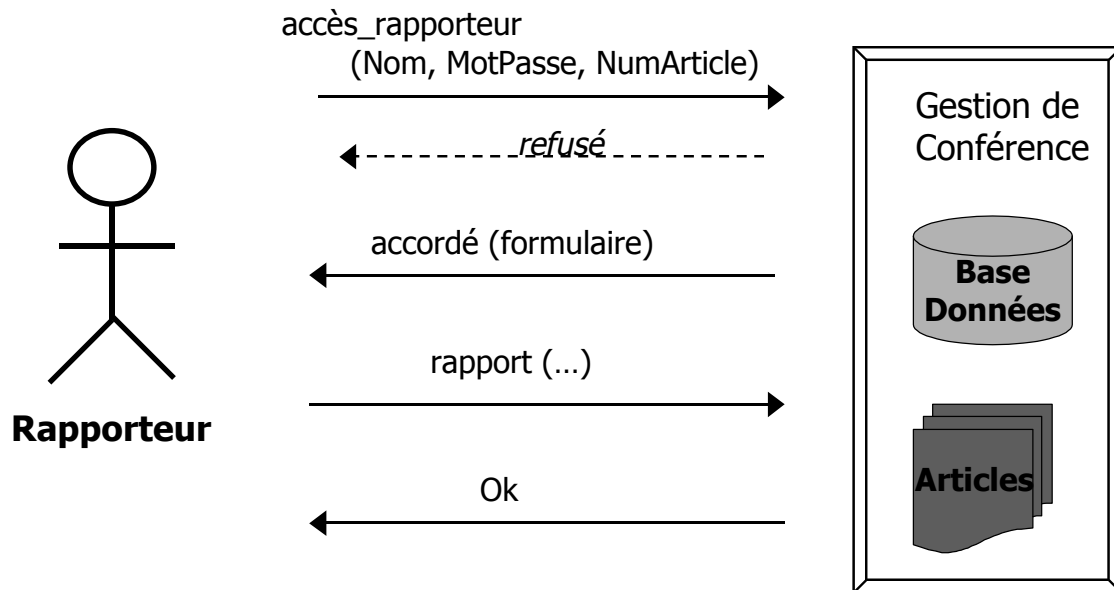 accès_rapporteur
(Nom, MotPasse, NumArticle)
refusé
accordé (formulaire)
rapport (...)
Ok
Rapporteur
Gestion de
Conférence
Base
Données
Articles